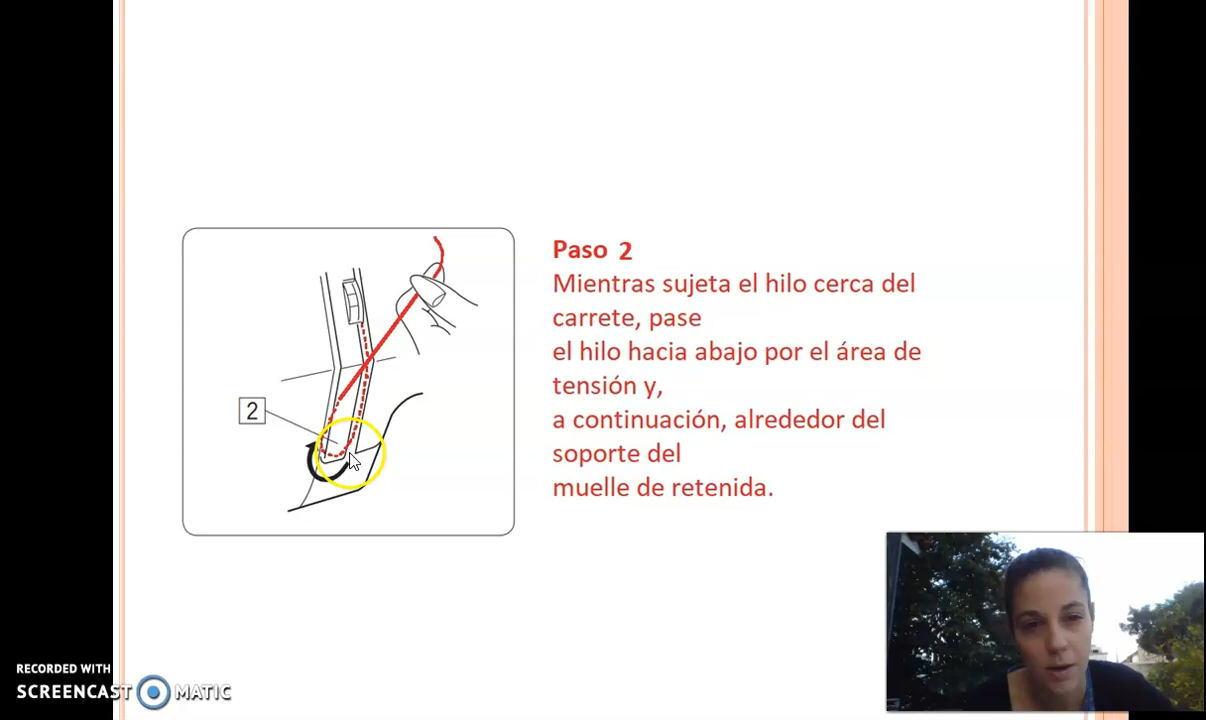 Paso 2
Mientras sujeta el hilo cerca del
carrete, pase
el hilo hacia abajo por el área de
tensión y,
a continuación, alrededor del
soporte del
muelle de retenida.
2
RECORDED WITH
SCREENCAST MATIC